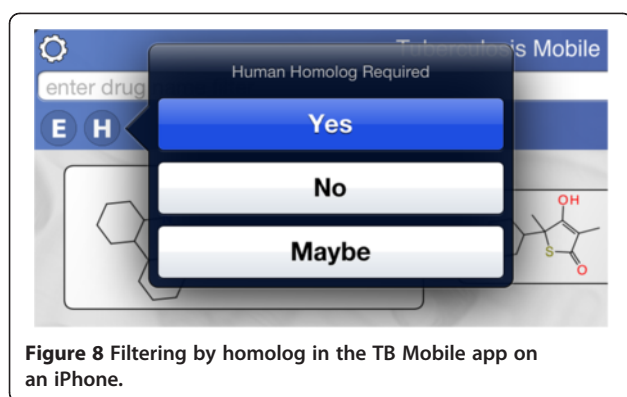 Tuberculosis Mobile
Human Homolog Required
enter drug
E H
Yes
No
Maybe
OH
S
O
Figure 8 Filtering by homolog in the TB Mobile app on
an iPhone.